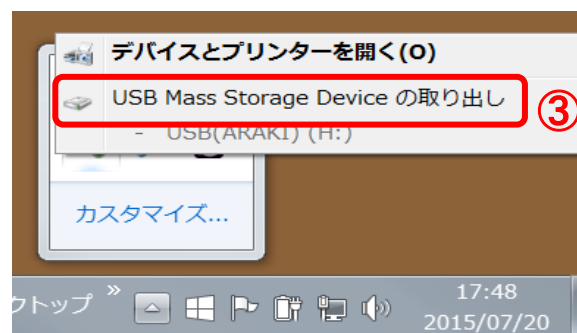 デバイスとプリンターを開く(O)
USB Mass Storage Device の取り出し
③
- USB(ARAKI) (H:)
カスタマイズ...
クトップ »
17:48
2015/07/20